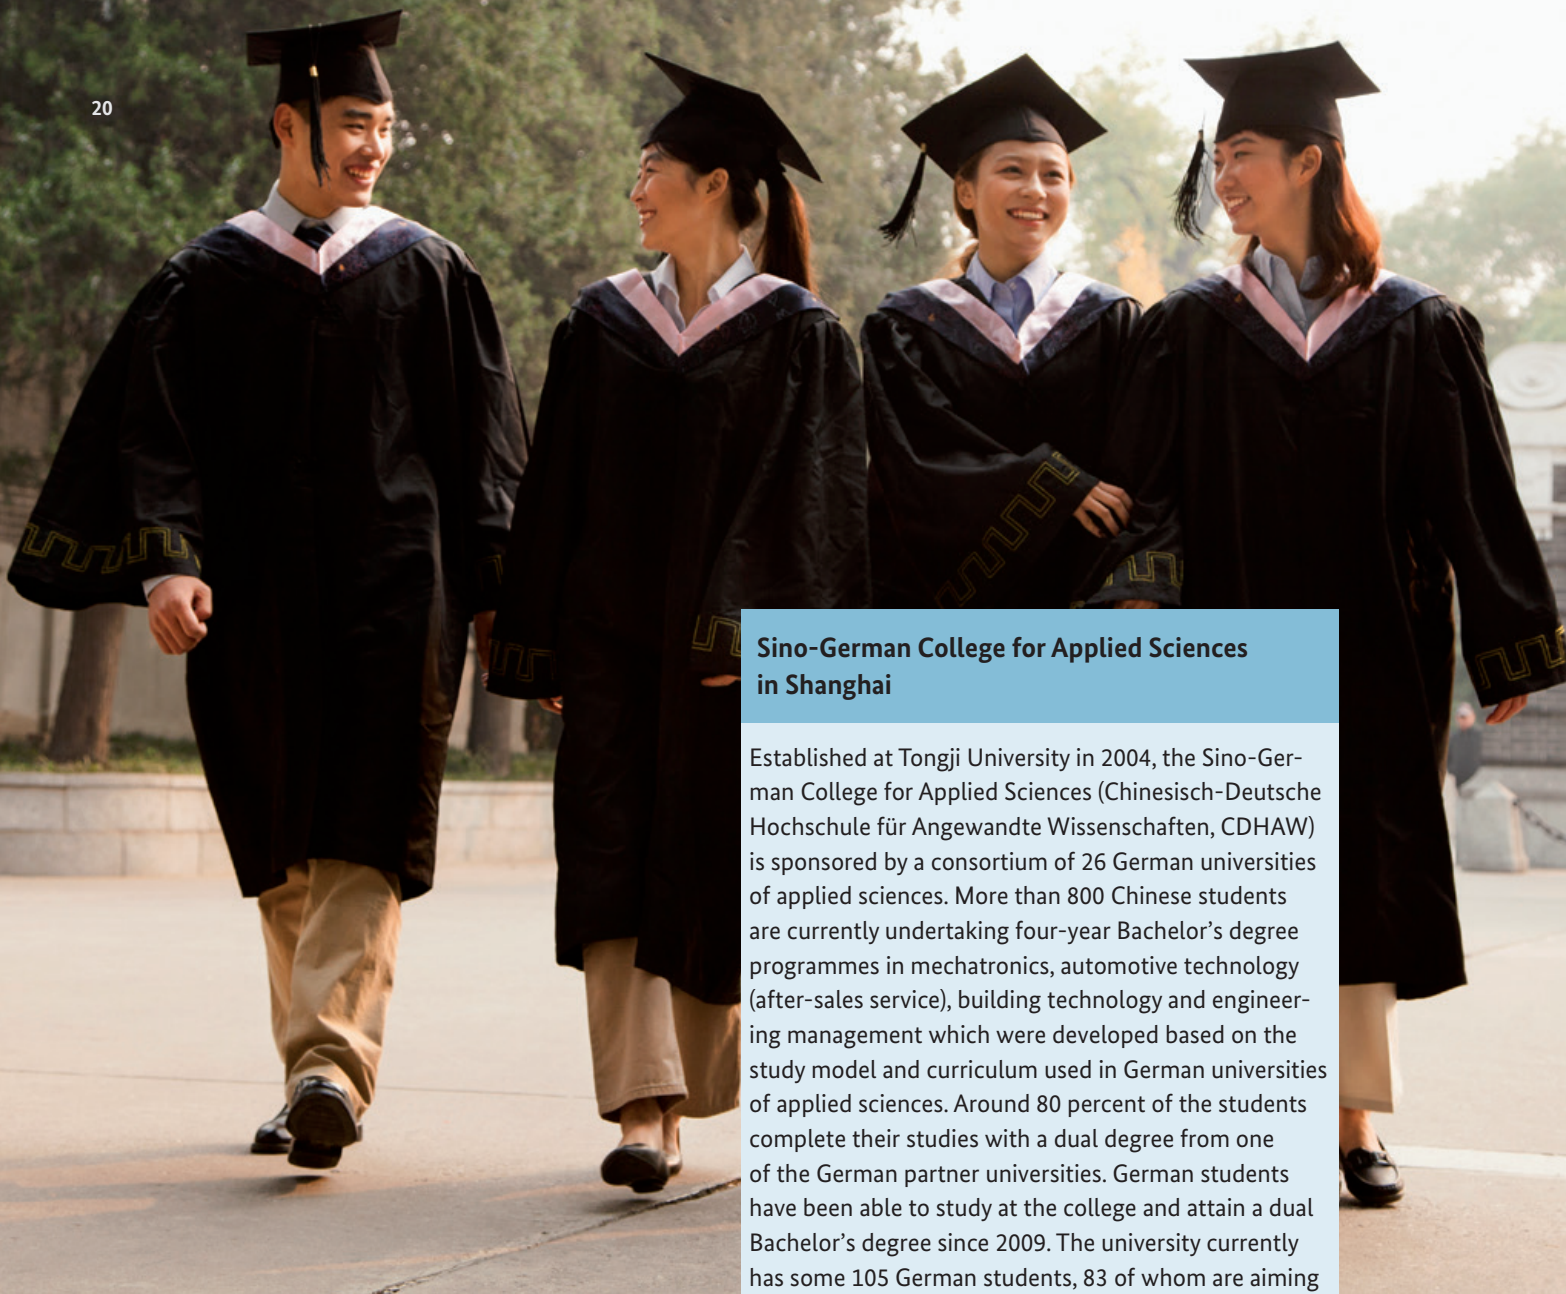 20
Sino-German College for Applied Sciences
in Shanghai
Established at Tongji University in 2004, the Sino-Ger-
man College for Applied Sciences (Chinesisch-Deutsche
Hochschule für Angewandte Wissenschaften, CDHAW)
is sponsored by a consortium of 26 German universities
of applied sciences. More than 800 Chinese students
are currently undertaking four-year Bachelor’s degree
programmes in mechatronics, automotive technology
(after-sales service), building technology and engineer-
ing management which were developed based on the
study model and curriculum used in German universities
of applied sciences. Around 80 percent of the students
complete their studies with a dual degree from one
of the German partner universities. German students
have been able to study at the college and attain a dual
Bachelor’s degree since 2009. The university currently
has some 105 German students, 83 of whom are aiming